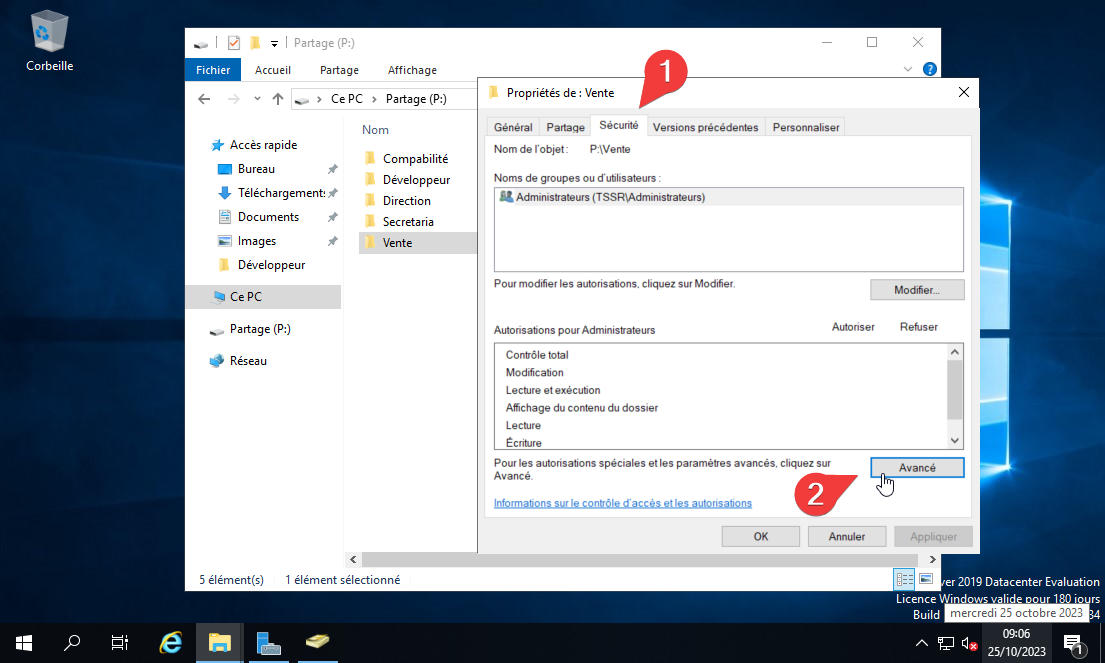 Corbeille
Partage (P:)
Fichier
Accueil
Partage
Affichage
?
Ce PC
Partage (P:)
Accès rapide
Bureau
Téléchargement:
Documents
Images
Développeur
Ce PC
Partage (P:)
Réseau
Nom
Compabilité
Développeur
Direction
Secretaria
Vente
5 élément(s)
1 élément sélectionné
1
Propriétés de : Vente
Général
Partage
Sécurité
Versions précédentes
Personnaliser
Nom de l'objet :
P:\Vente
Noms de groupes ou d'utilisateurs :
Administrateurs (TSSR\Administrateurs)
Pour modifier les autorisations, cliquez sur Modifier.
Modifier...
Autorisations pour Administrateurs
Autoriser
Refuser
Contrôle total
Modification
Lecture et exécution
Affichage du contenu du dossier
Lecture
Écriture
Pour les autorisations spéciales et les paramètres avancés, cliquez sur
Avancé.
Avancé
2
Informations sur le contrôle d'accès et les autorisations
OK
Annuler
Appliquer
ver 2019 Datacenter Evaluation
Licence Windows valide pour 180 jours
Build
34
mercredi 25 octobre 2023
09:06
25/10/2023
1